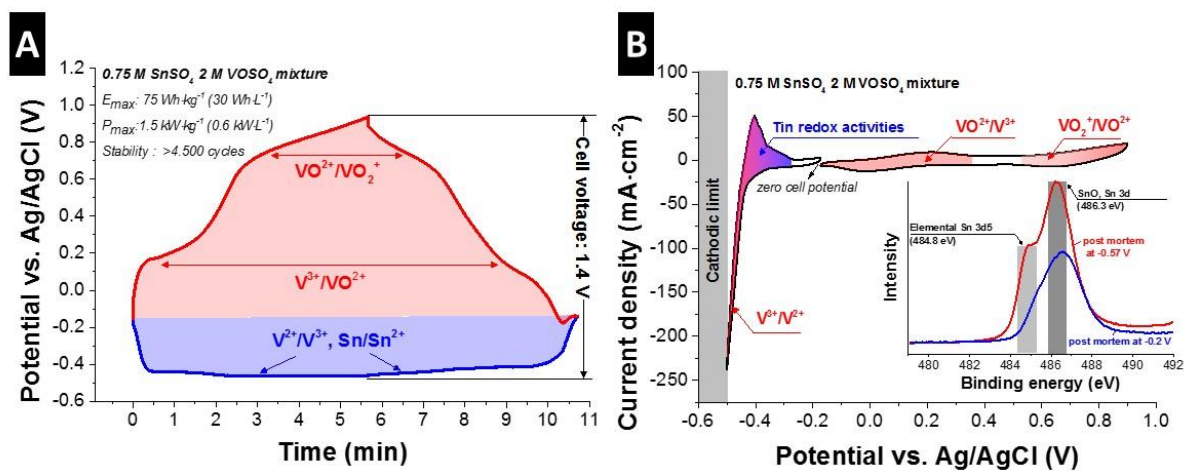 A
0.75 M SnSO₄ 2 M VOSO₄ mixture
Eₘₐₓ: 75 Wh·kg⁻¹ (30 Wh·L⁻¹)
Pₘₐₓ: 1.5 kW·kg⁻¹ (0.6 kW·L⁻¹)
Stability : >4.500 cycles
Potential vs. Ag/AgCl (V)
1.2
1.0
0.8
0.6
0.4
0.2
0.0
-0.2
-0.4
-0.6
VO²⁺/VO₂⁺
V³⁺/VO²⁺
V²⁺/V³⁺, Sn/Sn²⁺
Cell voltage: 1.4 V
0 1 2 3 4 5 6 7 8 9 10 11
Time (min)
B
0.75 M SnSO₄ 2 M VOSO₄ mixture
Current density (mA·cm⁻²)
100
50
0
-50
-100
-150
-200
-250
Cathodic limit
Tin redox activities
VO²⁺/V³⁺
VO₂⁺/VO²⁺
zero cell potential
V³⁺/V²⁺
SnO, Sn 3d
(486.3 eV)
Elemental Sn 3d5
(484.8 eV)
post mortem
at -0.57 V
post mortem at -0.2 V
Intensity
480 482 484 486 488 490 492
Binding energy (eV)
-0.6 -0.4 -0.2 0.0 0.2 0.4 0.6 0.8 1.0
Potential vs. Ag/AgCl (V)